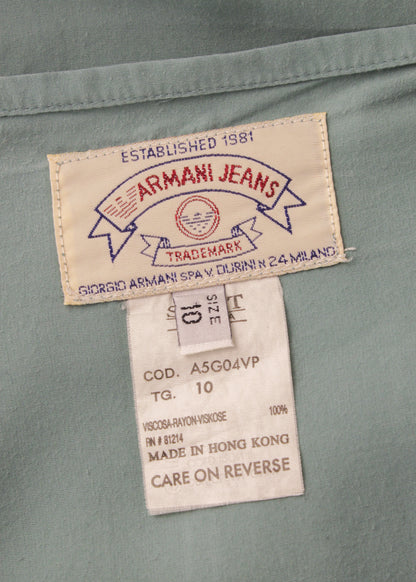 ESTABLISHED 1981
ARMANI JEANS
TRADEMARK
GIORGIO ARMANI SPA V. DURINI N 24 MILANO
SIZE
10
COD. A5G04VP
TG. 10
VISCOSA-RAYON-VISKOSE 100%
RN # 81214
MADE IN HONG KONG
CARE ON REVERSE